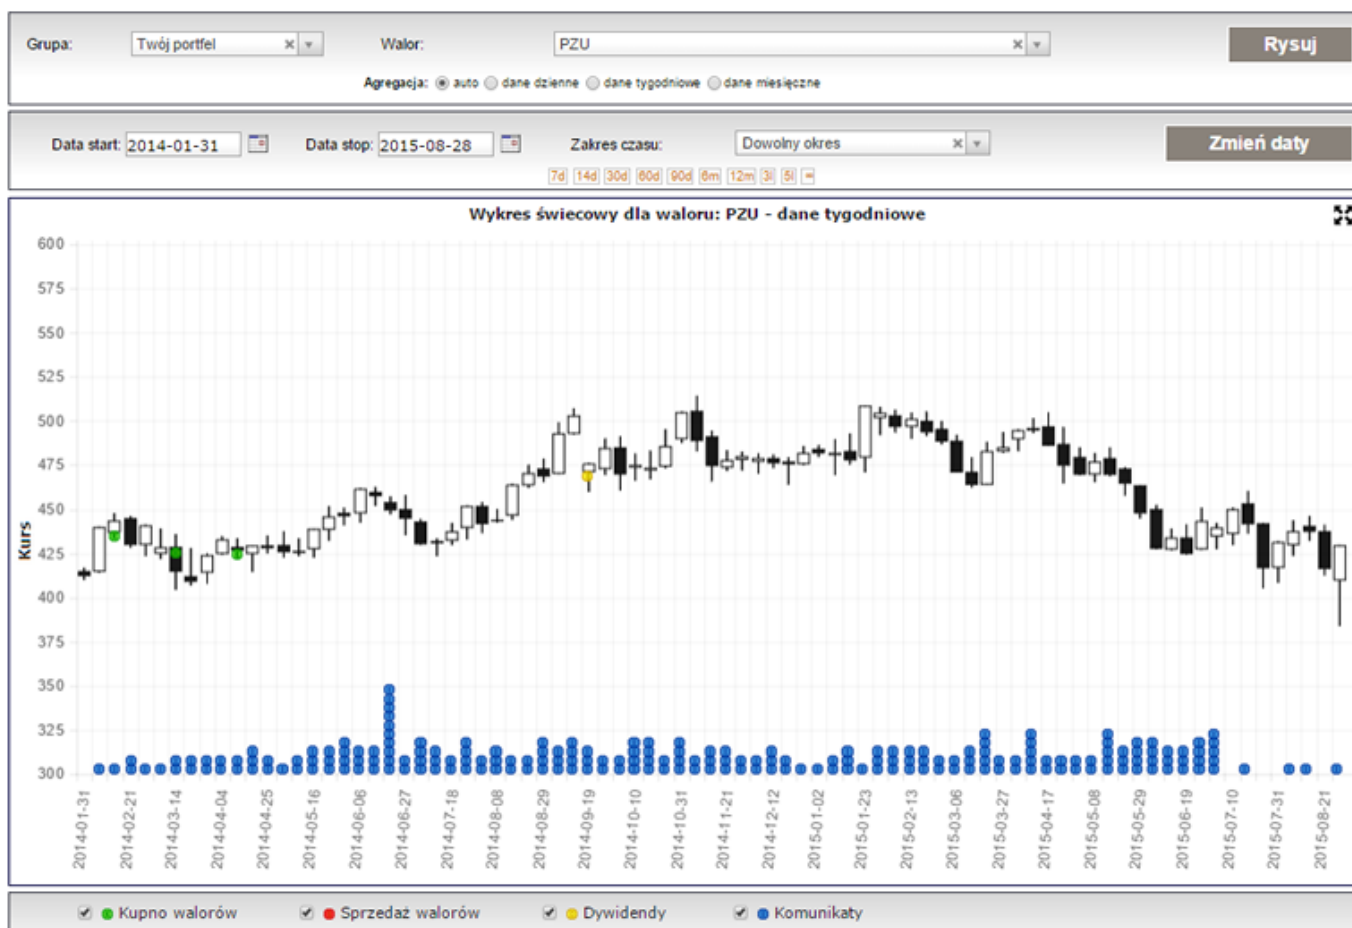 Grupa: Twój portfel Walor: PZU Rysuj
Agregacja: auto dane dzienne dane tygodniowe dane miesięczne
Data start: 2014-01-31 Data stop: 2015-08-28 Zakres czasu: Dowolny okres Zmień daty
7d 14d 30d 60d 90d 6m 12m 3l 5l =
Wykres świecowy dla waloru: PZU - dane tygodniowe
600
575
550
525
500
475
450
425
400
375
350
325
300
Kurs
2014-01-31 2014-02-21 2014-03-14 2014-04-04 2014-04-25 2014-05-16 2014-06-06 2014-06-27 2014-07-18 2014-08-08 2014-08-29 2014-09-19 2014-10-10 2014-10-31 2014-11-21 2014-12-12 2015-01-02 2015-01-23 2015-02-13 2015-03-06 2015-03-27 2015-04-17 2015-05-08 2015-05-29 2015-06-19 2015-07-10 2015-07-31 2015-08-21
Kupno walorów Sprzedaż walorów Dywidendy Komunikaty